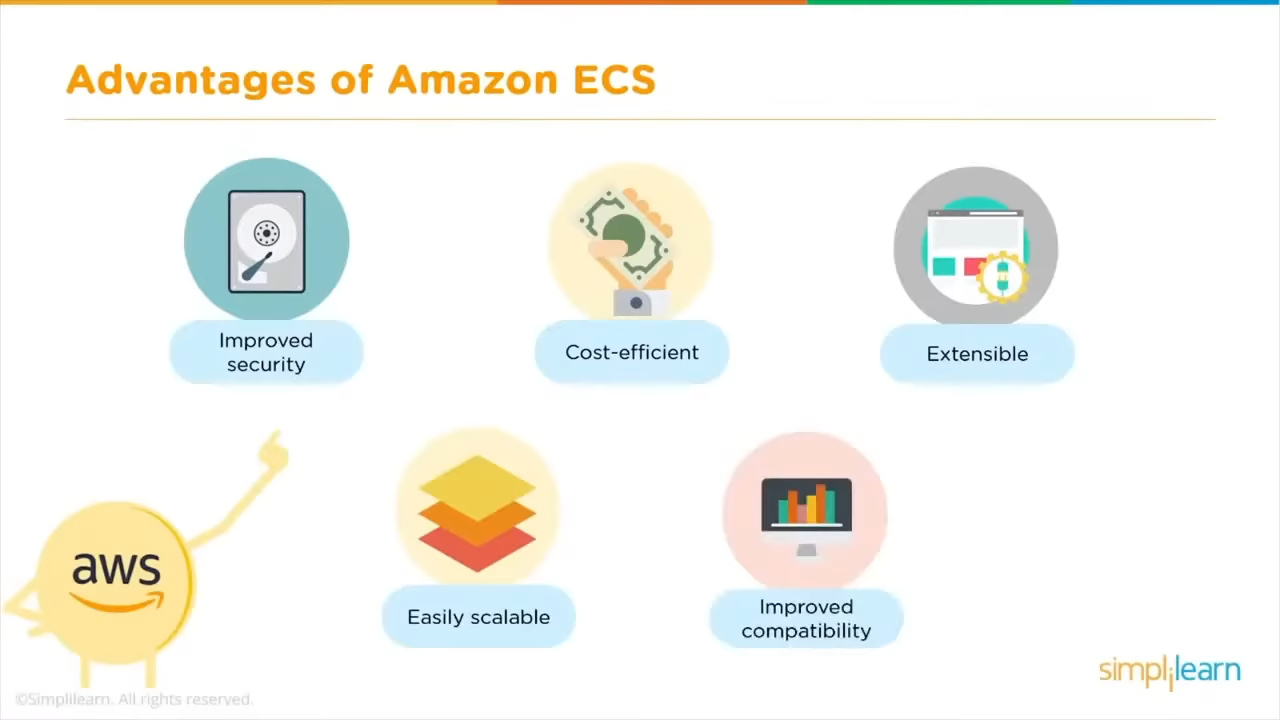 Advantages of Amazon ECS
Improved
security
Cost-efficient
Extensible
Easily scalable
Improved
compatibility
aws
simplilearn
©Simplilearn. All rights reserved.